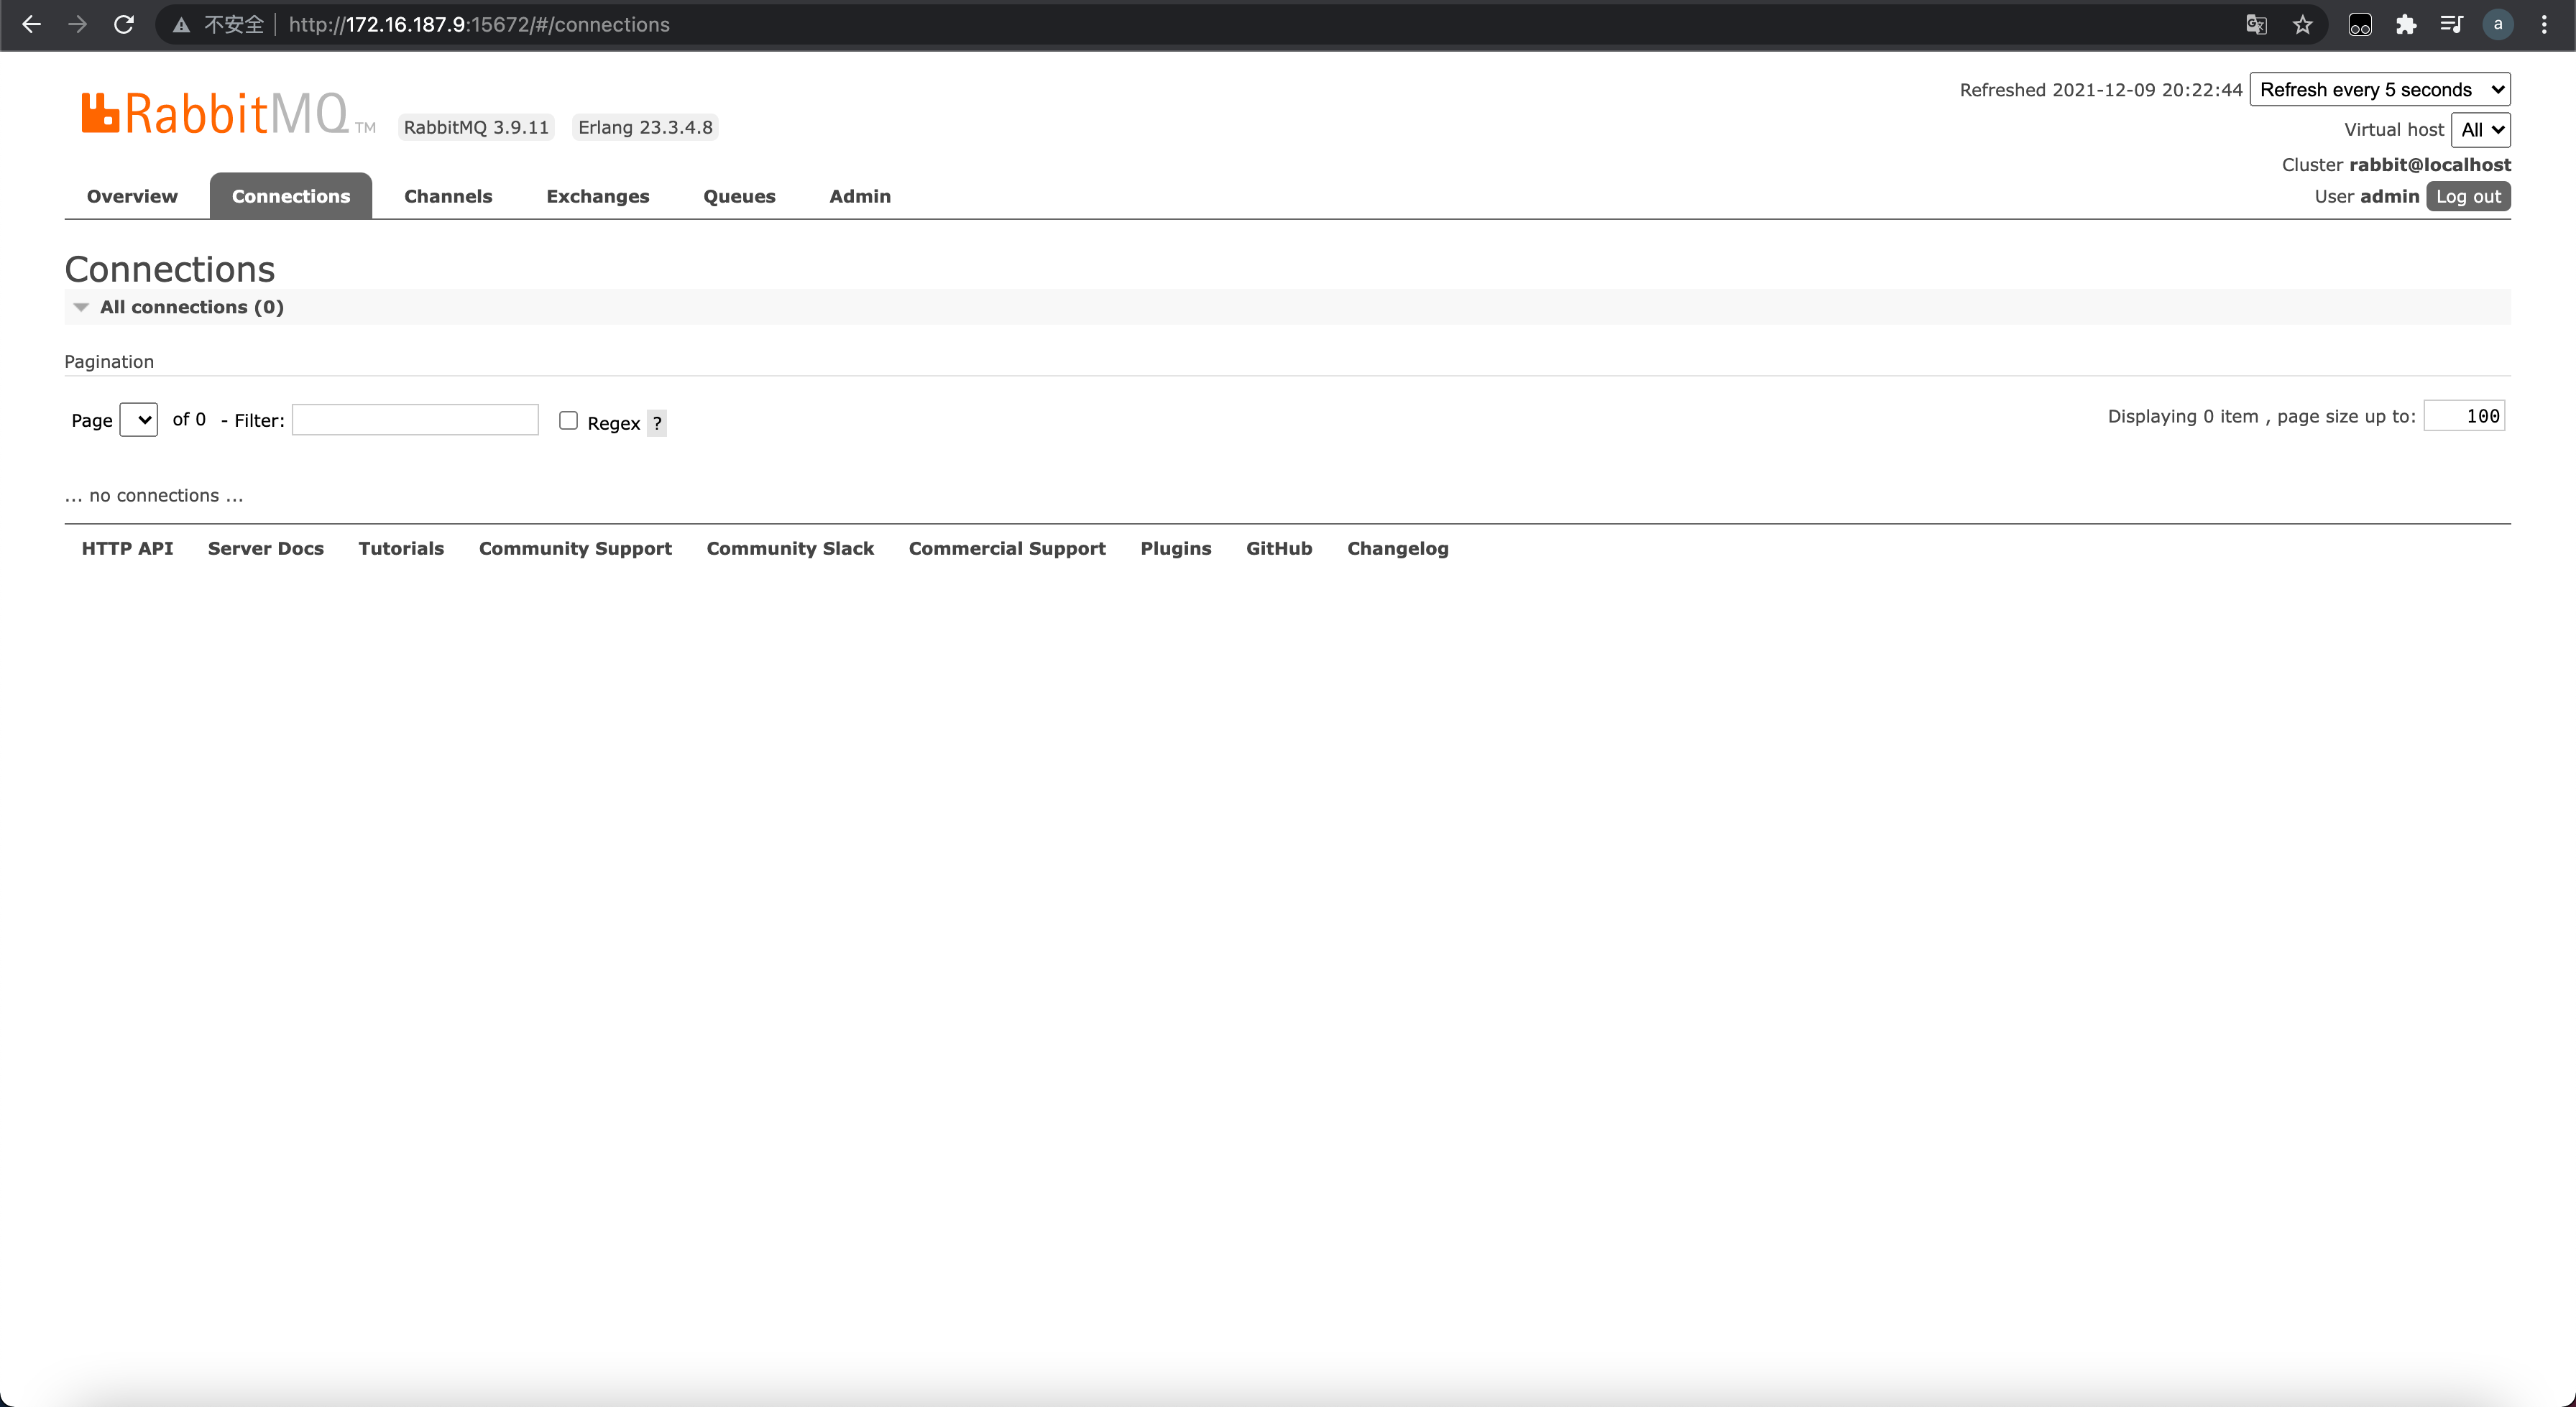 不安全 http://172.16.187.9:15672/#/connections a
RabbitMQ TM RabbitMQ 3.9.11 Erlang 23.3.4.8
Refreshed 2021-12-09 20:22:44 Refresh every 5 seconds
Virtual host All
Cluster rabbit@localhost
User admin Log out
Overview Connections Channels Exchanges Queues Admin
Connections
All connections (0)
Pagination
Page of 0 - Filter: Regex ? Displaying 0 item , page size up to: 100
... no connections ...
HTTP API Server Docs Tutorials Community Support Community Slack Commercial Support Plugins GitHub Changelog